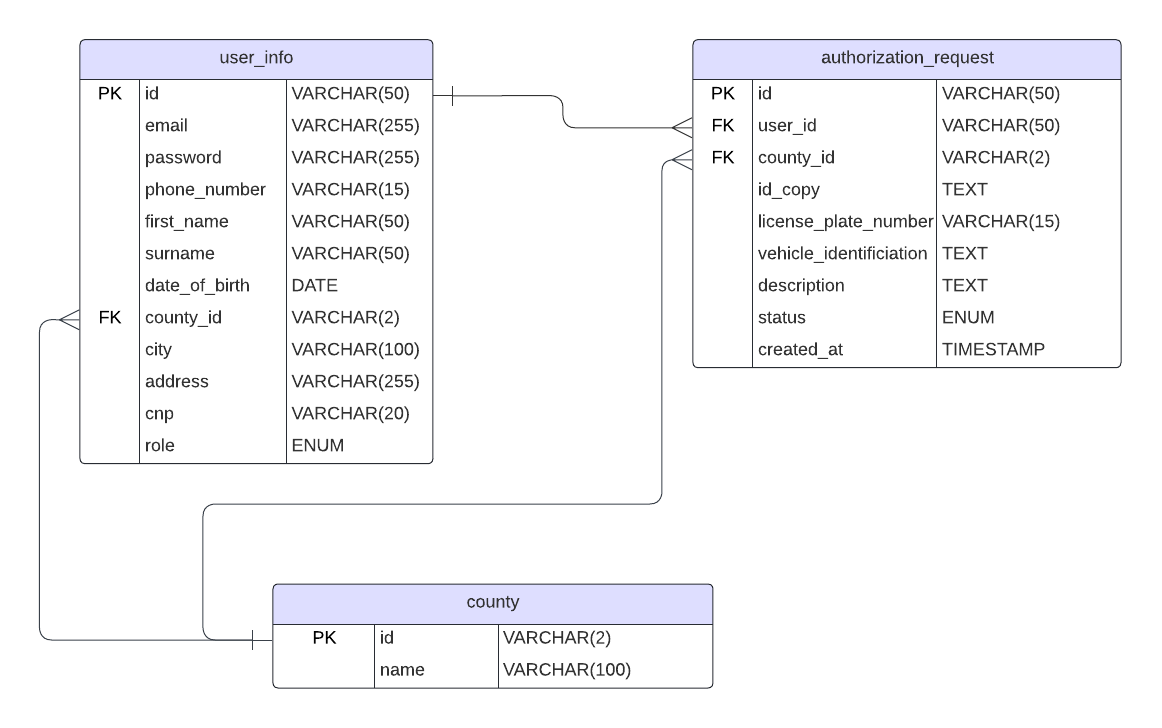 user_info
PK id VARCHAR(50)
email VARCHAR(255)
password VARCHAR(255)
phone_number VARCHAR(15)
first_name VARCHAR(50)
surname VARCHAR(50)
date_of_birth DATE
FK county_id VARCHAR(2)
city VARCHAR(100)
address VARCHAR(255)
cnp VARCHAR(20)
role ENUM
authorization_request
PK id VARCHAR(50)
FK user_id VARCHAR(50)
FK county_id VARCHAR(2)
id_copy TEXT
license_plate_number VARCHAR(15)
vehicle_identificiation TEXT
description TEXT
status ENUM
created_at TIMESTAMP
county
PK id VARCHAR(2)
name VARCHAR(100)